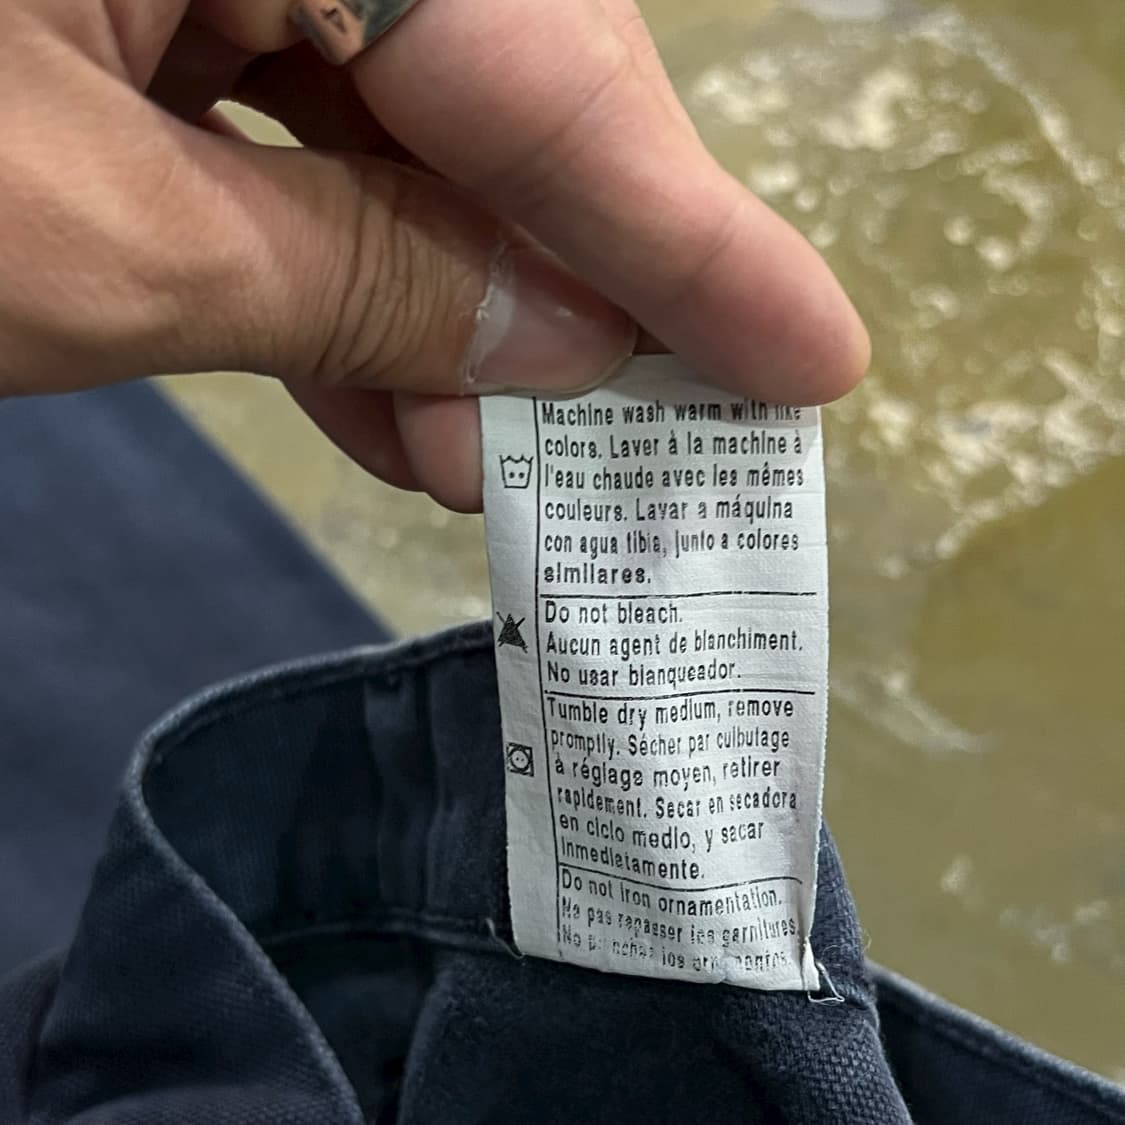 Machine wash warm with like
colors. Laver à la machine à
l'eau chaude avec les mêmes
couleurs. Lavar a máquina
con agua tibia, junto a colores
similares.
Do not bleach.
Aucun agent de blanchiment.
No usar blanqueador.
Tumble dry medium, remove
promptly. Sécher par culbutage
à réglage moyen, retirer
rapidement. Secar en secadora
en ciclo medio, y sacar
inmediatamente.
Do not iron ornamentation.
Ne pas repasser les garnitures.
No los